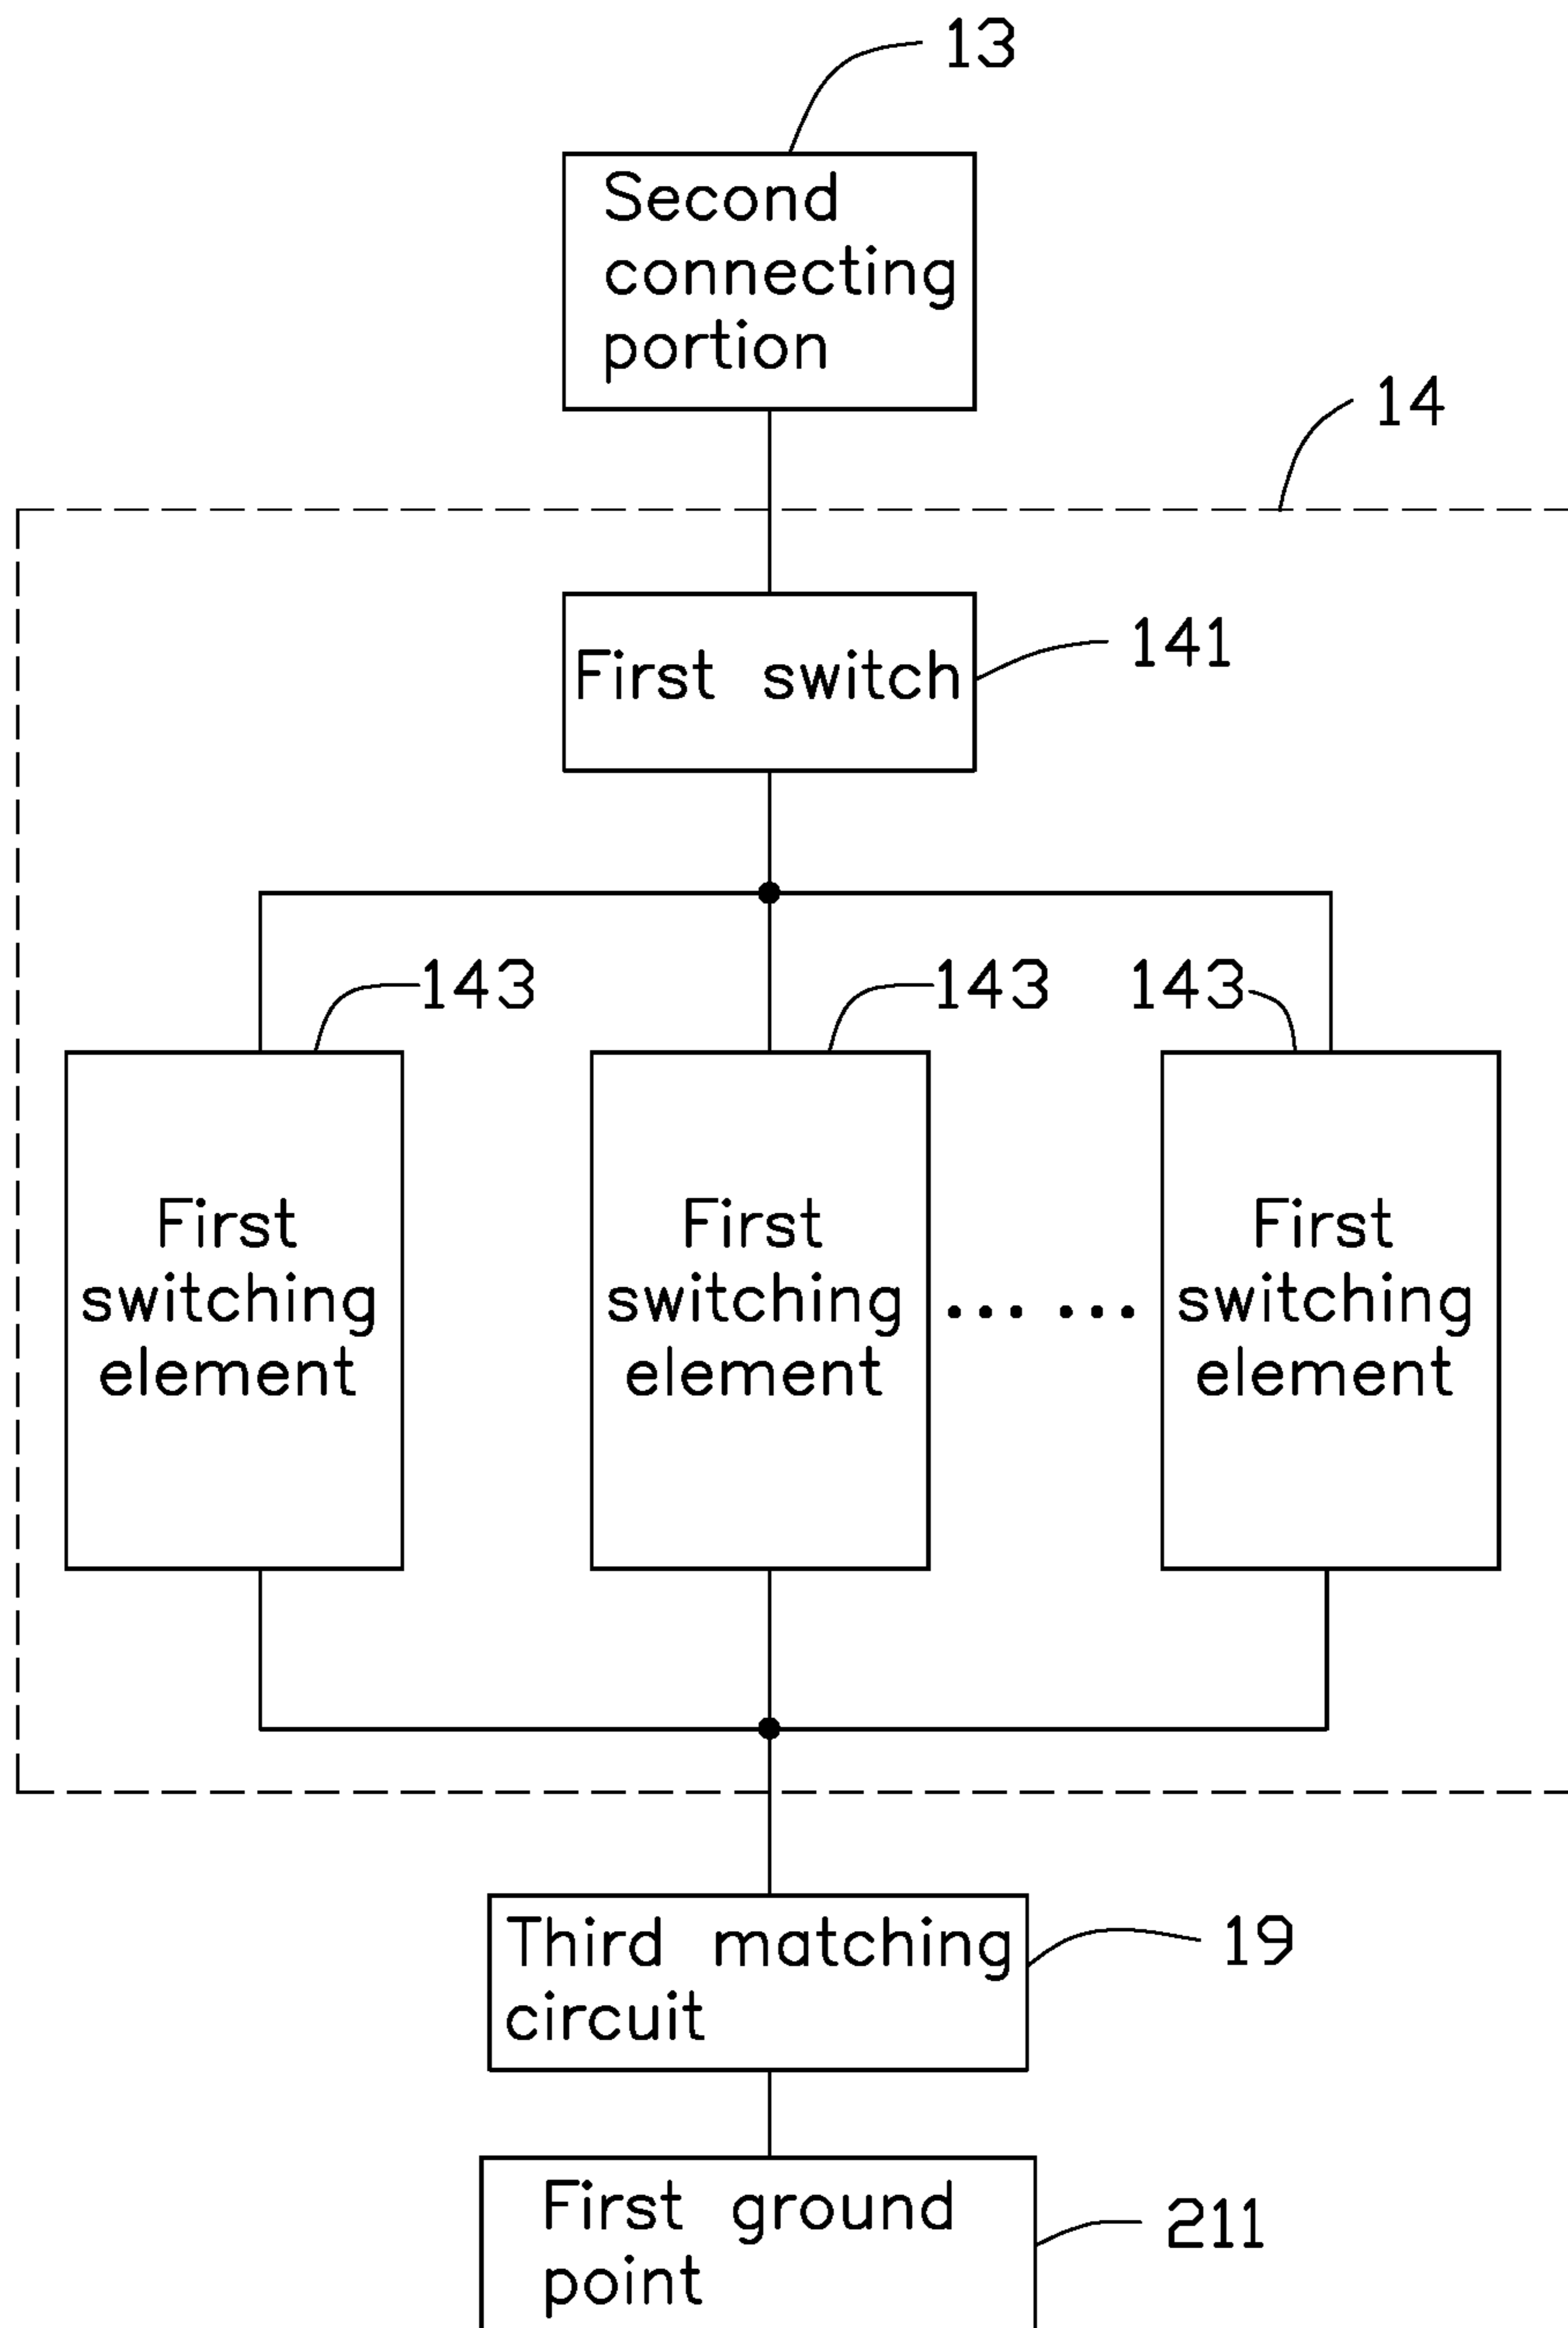 13
Second
connecting
portion
14
First switch
141
143
143
143
First
switching
element
First
switching
element
... ...
First
switching
element
Third matching
circuit
19
First ground
point
211